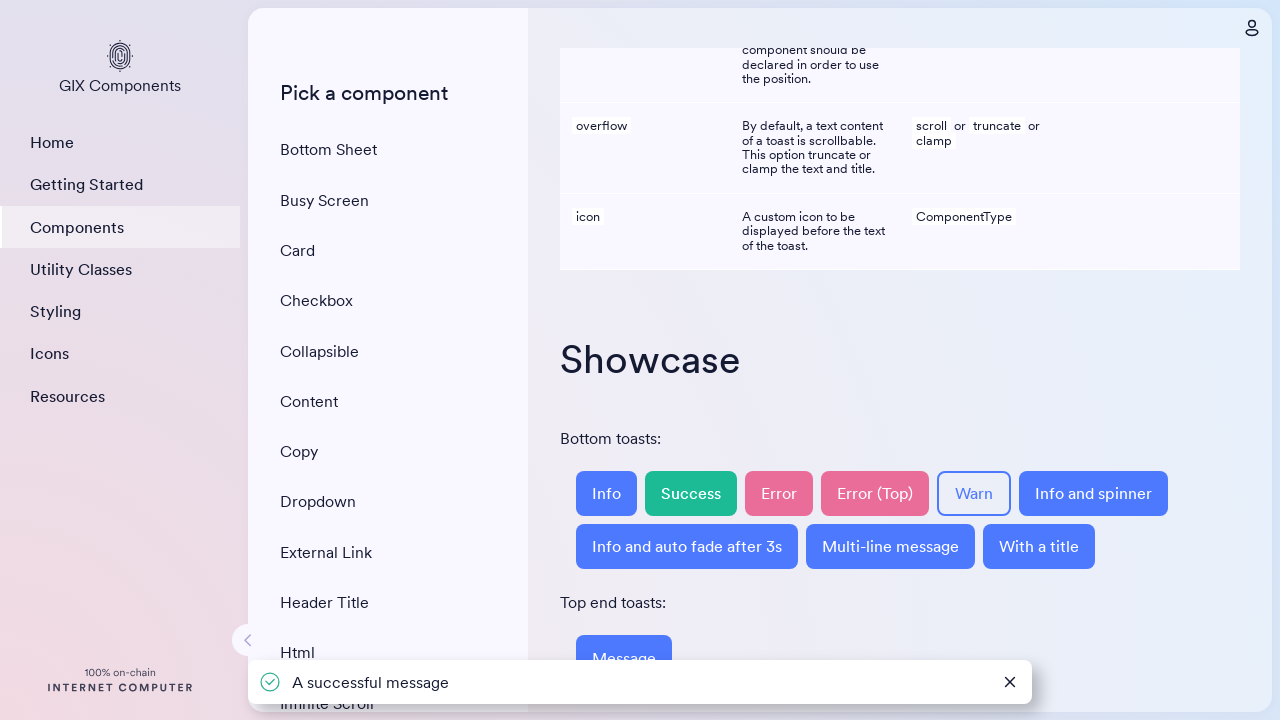 GIX Components
Home
Getting Started
Components
Utility Classes
Styling
Icons
Resources
100% on-chain
INTERNET COMPUTER
Pick a component
Bottom Sheet
Busy Screen
Card
Checkbox
Collapsible
Content
Copy
Dropdown
External Link
Header Title
Html
Infinite Scroll
component should be
declared in order to use
the position.
overflow
By default, a text content
of a toast is scrollbable.
This option truncate or
clamp the text and title.
scroll or truncate or
clamp
icon
A custom icon to be
displayed before the text
of the toast.
ComponentType
Showcase
Bottom toasts:
Info Success Error Error (Top) Warn Info and spinner
Info and auto fade after 3s Multi-line message With a title
Top end toasts:
Message
A successful message